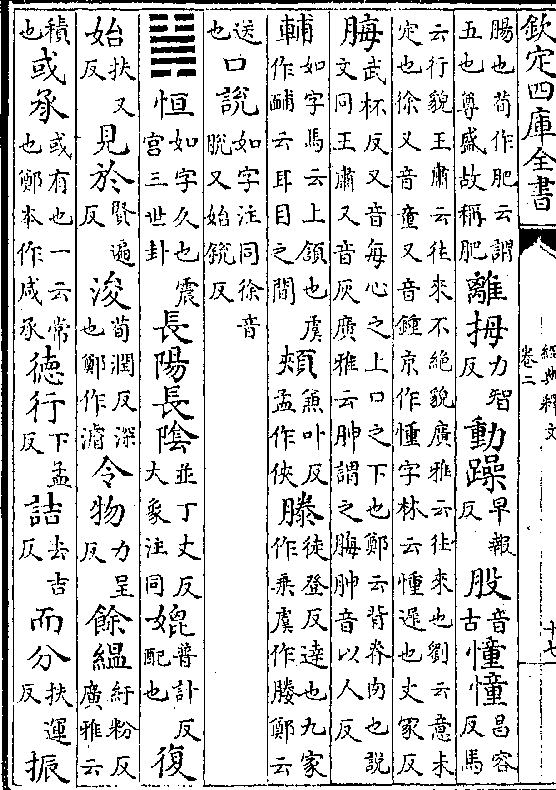 欽定四庫全書
經典釋文
卷二
十七
腸也荀作肥云謂五也尊盛故稱肥離拇力智反動躁早報反股音古憧憧昌容反馬
云行貌王肅云往來不絶貌廣雅云往來也劉云意未定也徐又音童又音鍾京作憧字林云憧遲也丈冢反
脢武杯反又音每心之上口之下也鄭云背脊肉也說文同王肅又音灰廣雅云胂謂之脢胂音以人反
輔如字馬云上頷也虞作酺云耳目之間頰兼叶反孟作俠滕徒登反達也九家作乗虞作媵鄭云
送也口說如字注同徐音脫又始銳反
䷟恒如字久也震宫三世卦長陽長陰並丁丈反大象注同媲普計反配也復
始扶又反見於賢遍反浚荀潤反深也鄭作濬令物力呈反餘緼紆粉反廣雅云
積也或承或有也一云常也鄭本作咸承德行下孟反詰去吉反而分扶運反振